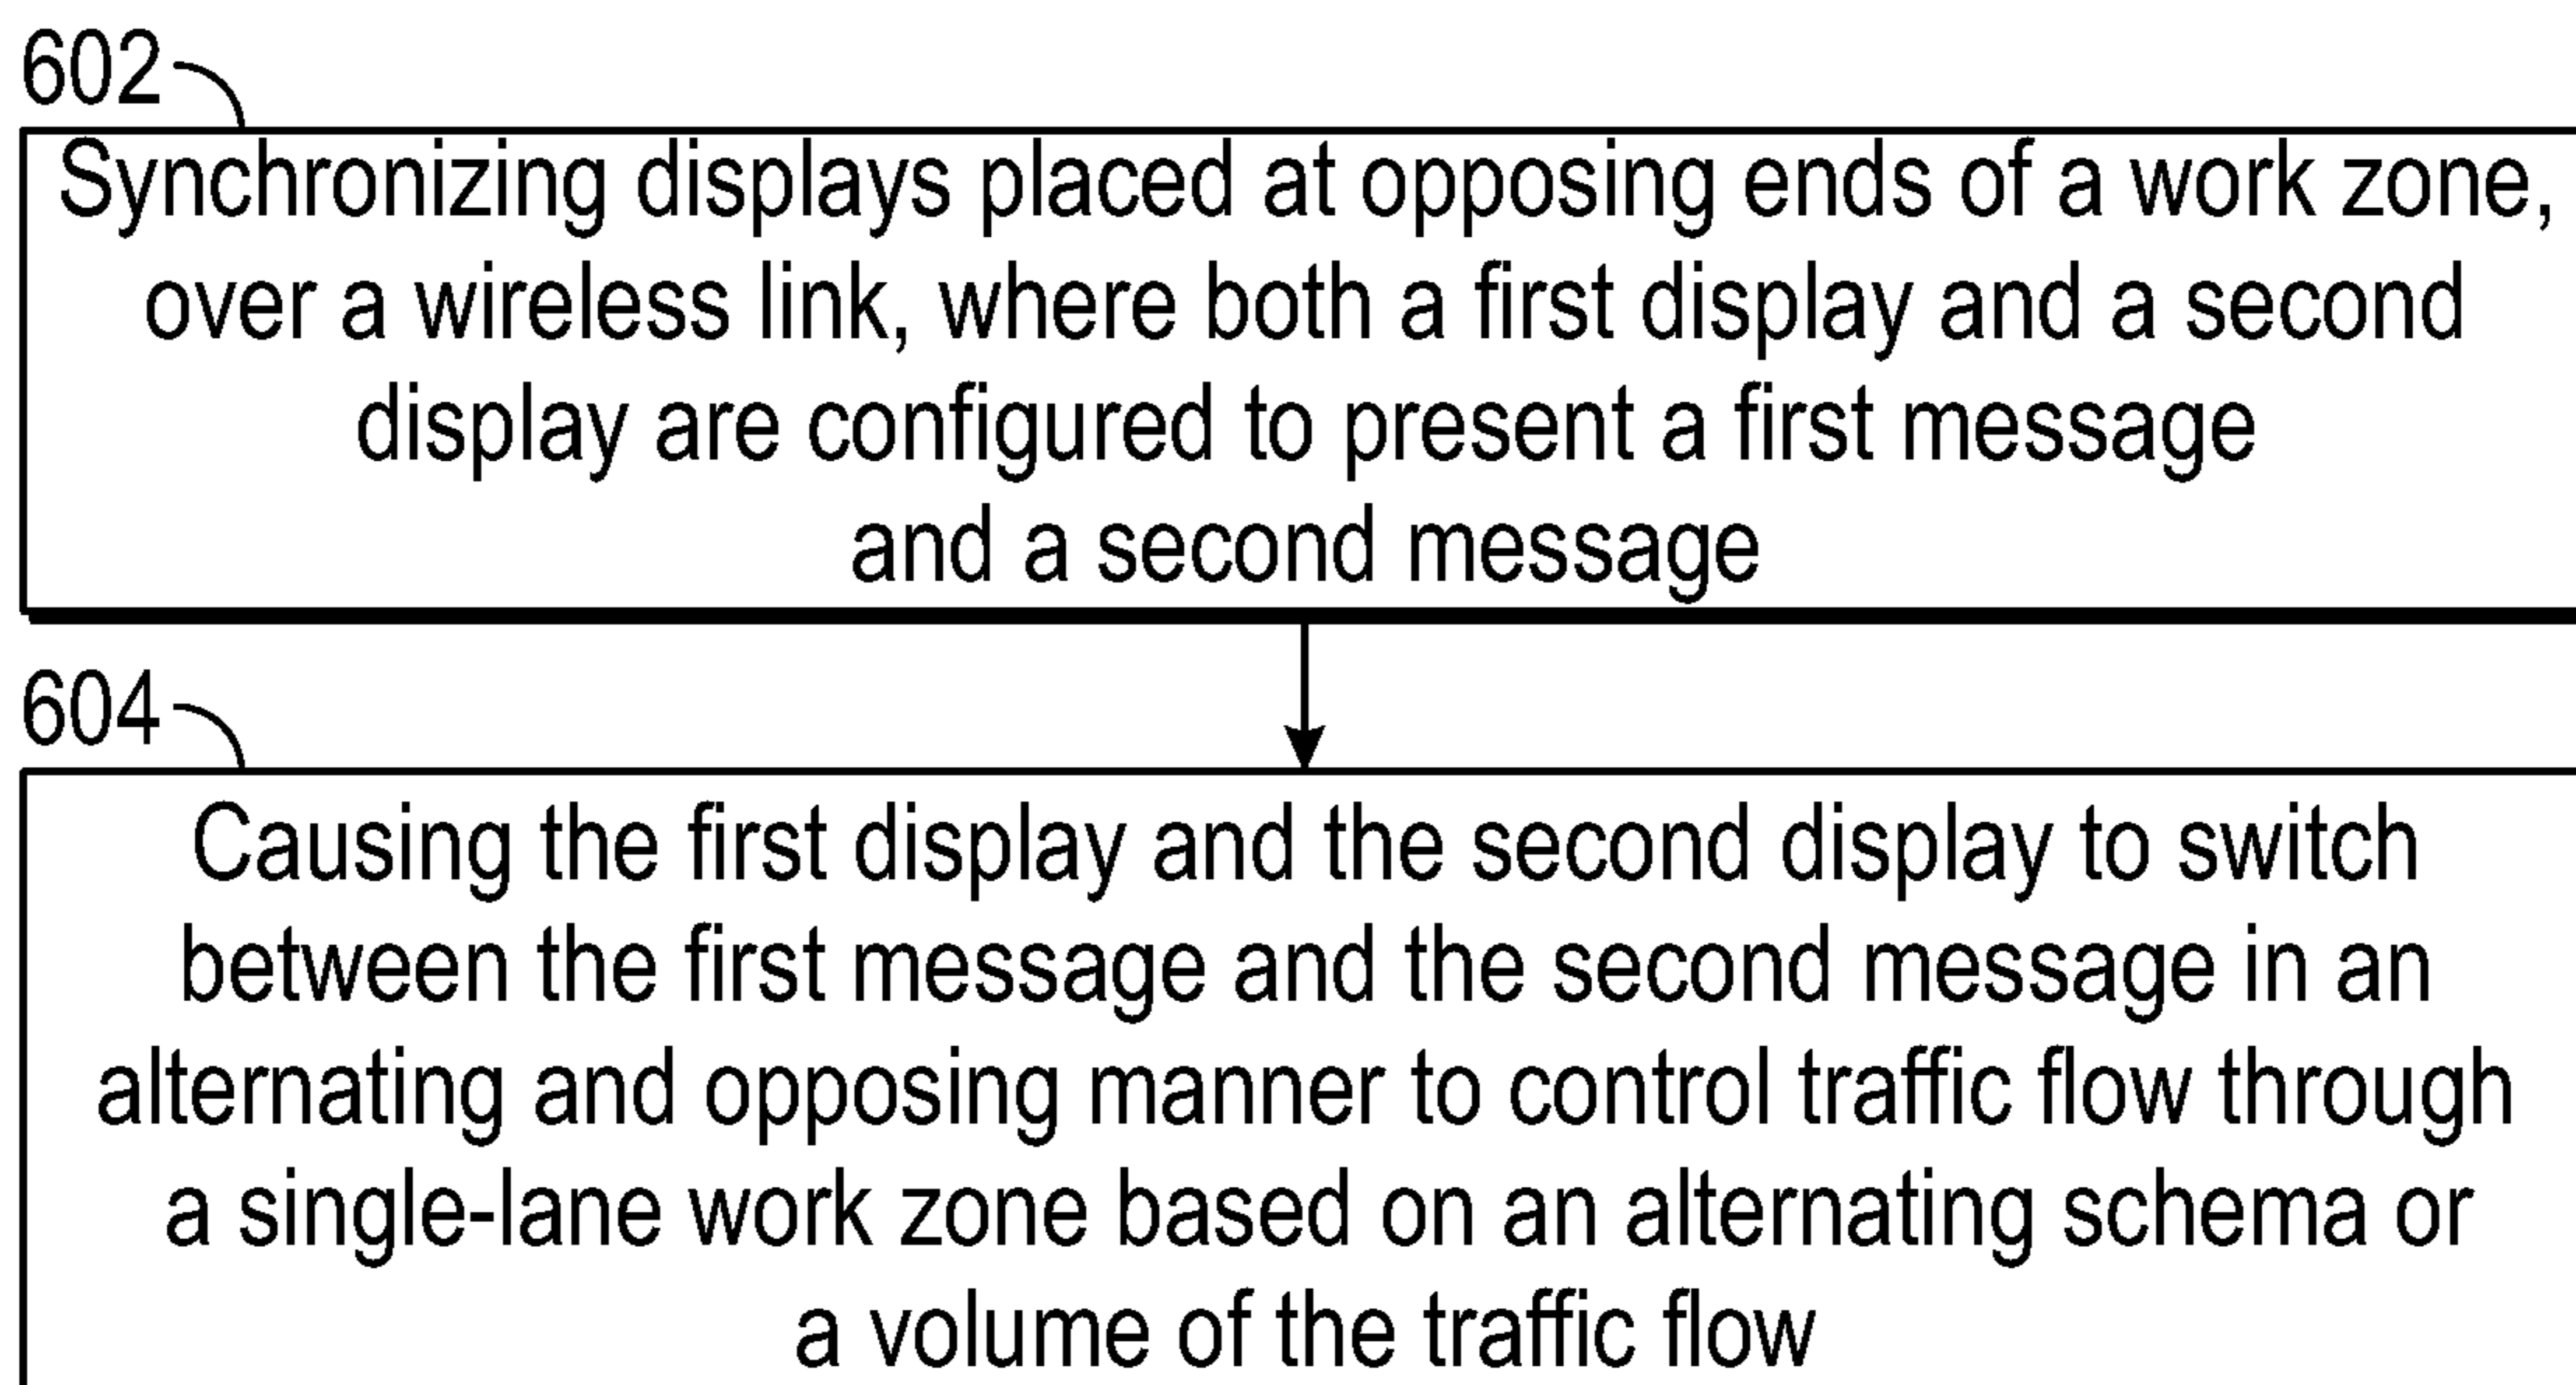 602
Synchronizing displays placed at opposing ends of a work zone,
over a wireless link, where both a first display and a second
display are configured to present a first message
and a second message
604
Causing the first display and the second display to switch
between the first message and the second message in an
alternating and opposing manner to control traffic flow through
a single-lane work zone based on an alternating schema or
a volume of the traffic flow